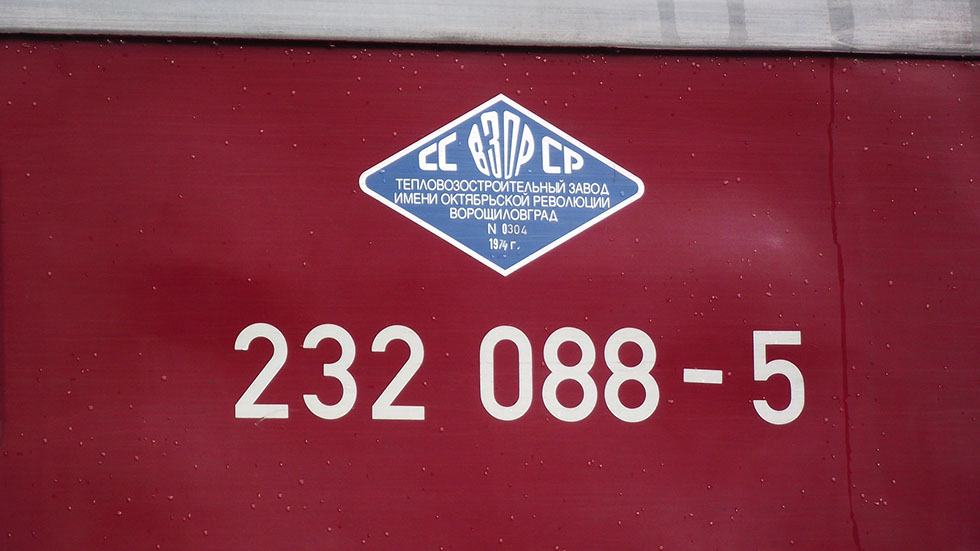 СС ВЗОР СР
ТЕПЛОВОЗОСТРОИТЕЛЬНЫЙ ЗАВОД
ИМЕНИ ОКТЯБРЬСКОЙ РЕВОЛЮЦИИ
ВОРОШИЛОВГРАД
N 0304
1974 г.
232 088-5